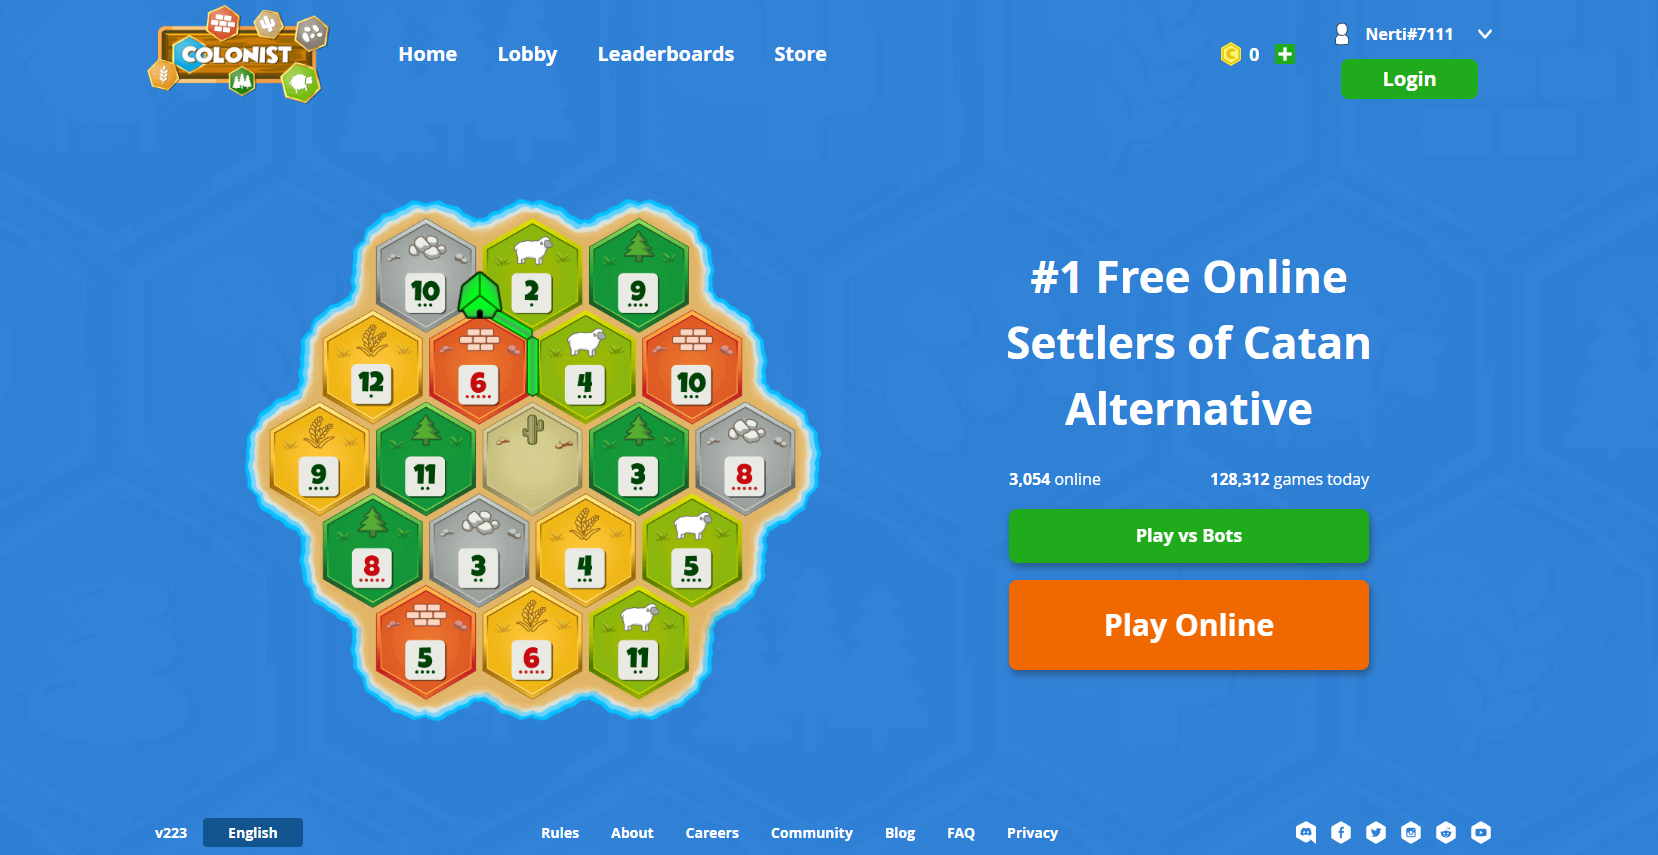 COLONIST
Home Lobby Leaderboards Store
0
Nerti#7111
Login
10 2 9
12 6 4 10
9 11 3 8
8 3 4 5
5 6 11
#1 Free Online
Settlers of Catan
Alternative
3,054 online 128,312 games today
Play vs Bots
Play Online
v223 English Rules About Careers Community Blog FAQ Privacy